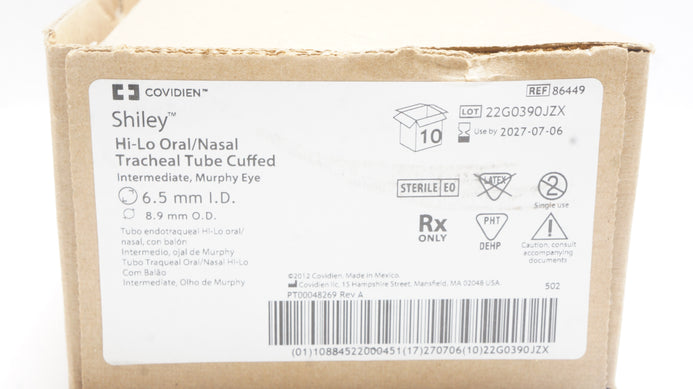 COVIDIEN™
REF 86449
Shiley™
LOT 22G0390JZX
Use by 2027-07-06
10
Hi-Lo Oral/Nasal
Tracheal Tube Cuffed
Intermediate, Murphy Eye
6.5 mm I.D.
8.9 mm O.D.
STERILE EO
LATEX
2
Single use
Rx
ONLY
PHT
DEHP
Caution, consult
accompanying
documents
Tubo endotraqueal Hi-Lo oral/
nasal, con balón
Intermedio, ojal de Murphy
Tubo Traqueal Oral/Nasal Hi-Lo
Com Balão
Intermediate, Olho de Murphy
©2012 Covidien. Made in Mexico.
Covidien llc, 15 Hampshire Street, Mansfield, MA 02048 USA.
PT00048269 Rev A
502
(01)10884522000451(17)270706(10)22G0390JZX